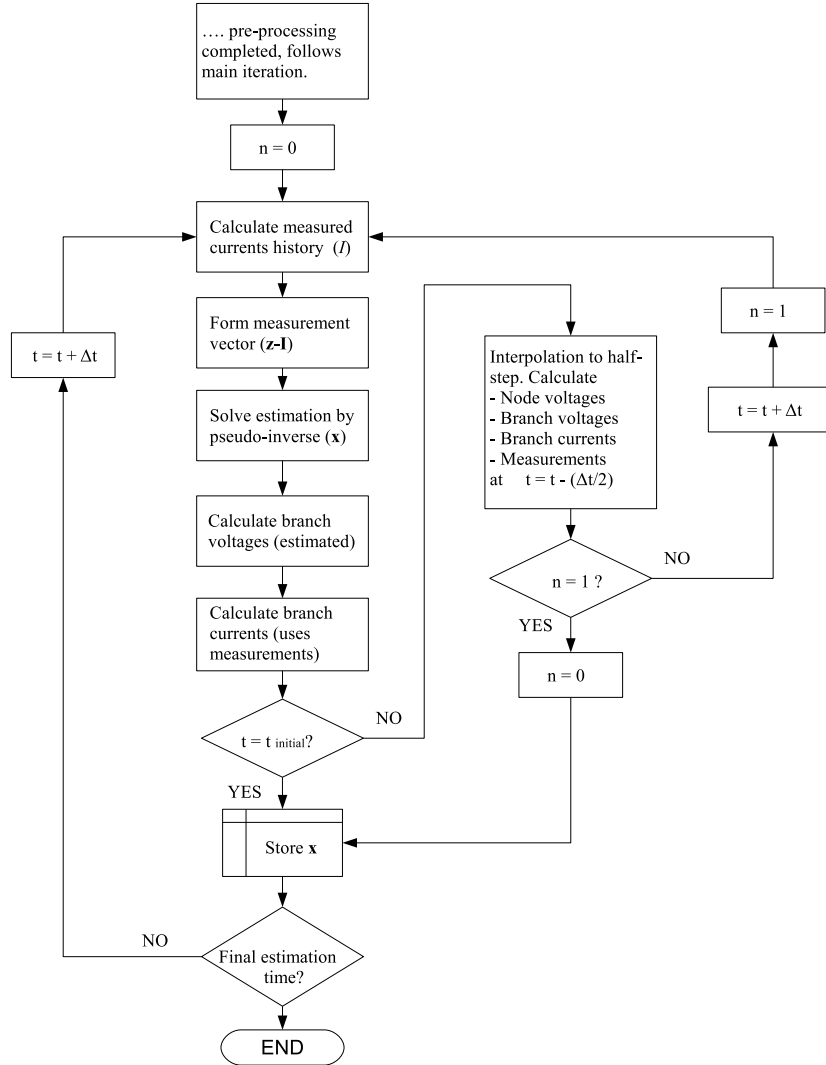 .... pre-processing
completed, follows
main iteration.
n = 0
Calculate measured
currents history (I)
Form measurement
vector (z-I)
Solve estimation by
pseudo-inverse (x)
Calculate branch
voltages (estimated)
Calculate branch
currents (uses
measurements)
t = t initial?
NO
YES
Store x
Final estimation
time?
NO
END
t = t + Δt
Interpolation to half-
step. Calculate
- Node voltages
- Branch voltages
- Branch currents
- Measurements
at t = t - (Δt/2)
n = 1 ?
NO
YES
n = 0
t = t + Δt
n = 1